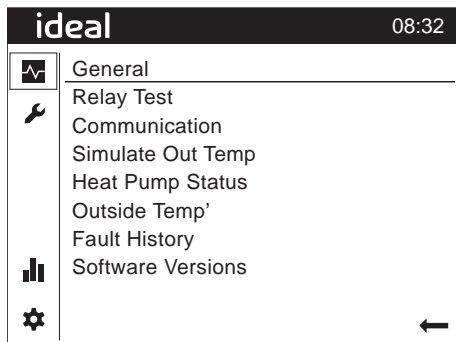 ideal 08:32
General
Relay Test
Communication
Simulate Out Temp
Heat Pump Status
Outside Temp’
Fault History
Software Versions